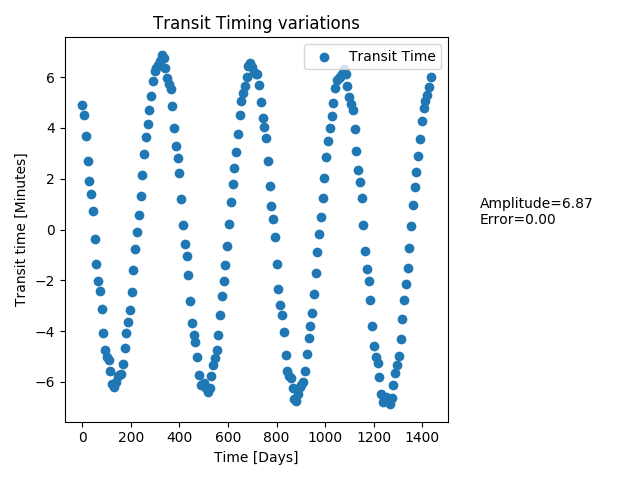 Transit Timing variations
Transit Time
6
4
2
0
−2
−4
−6
Transit time [Minutes]
0 200 400 600 800 1000 1200 1400
Time [Days]
Amplitude=6.87
Error=0.00